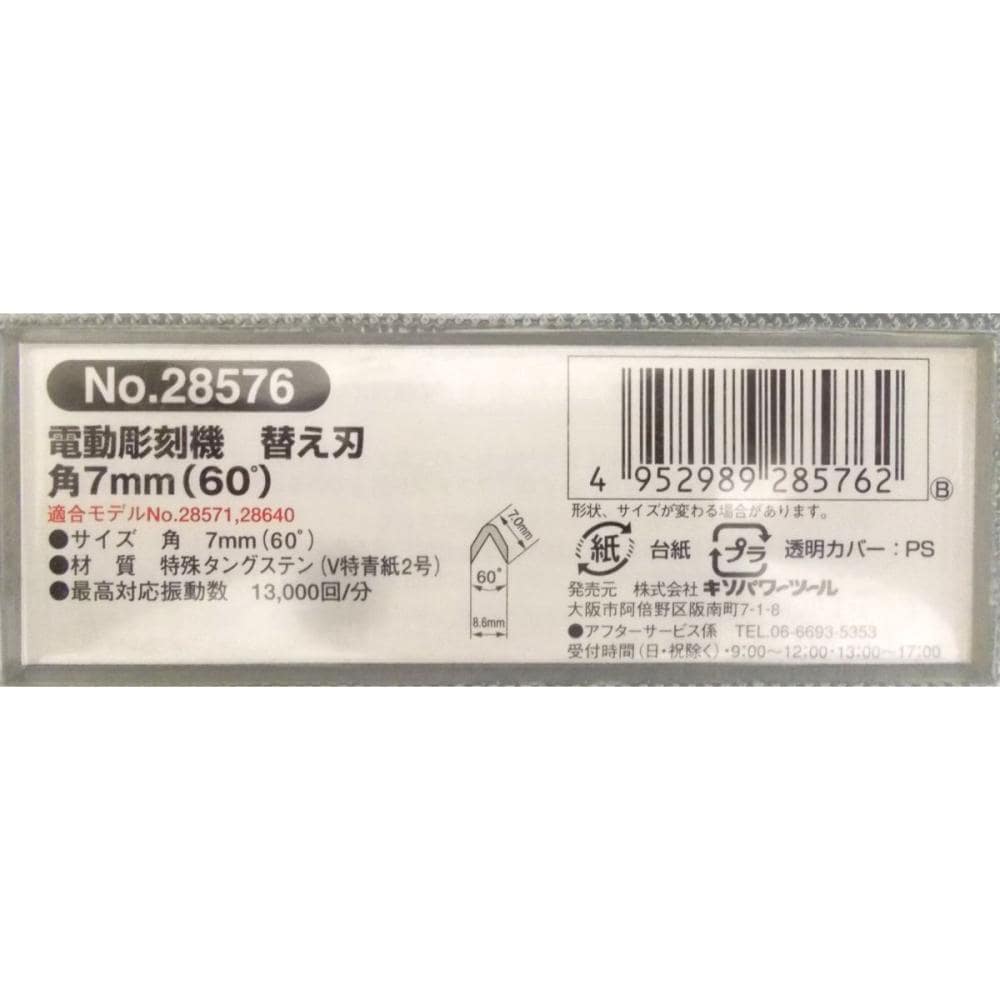 No.28576
電動彫刻機 替え刃
角7mm(60°)
適合モデルNo.28571,28640
●サイズ 角 7mm(60°)
●材 質 特殊タングステン(V特青紙2号)
●最高対応振動数 13,000回/分
7.0mm
60°
8.6mm
4 952989 285762
B
形状、サイズが変わる場合があります。
紙 台紙 プラ 透明カバー:PS
発売元 株式会社 キソパワーツール
大阪市阿倍野区阪南町7-1-8
●アフターサービス係 TEL.06-6693-5353
受付時間(日・祝除く)・9:00〜12:00・13:00〜17:00